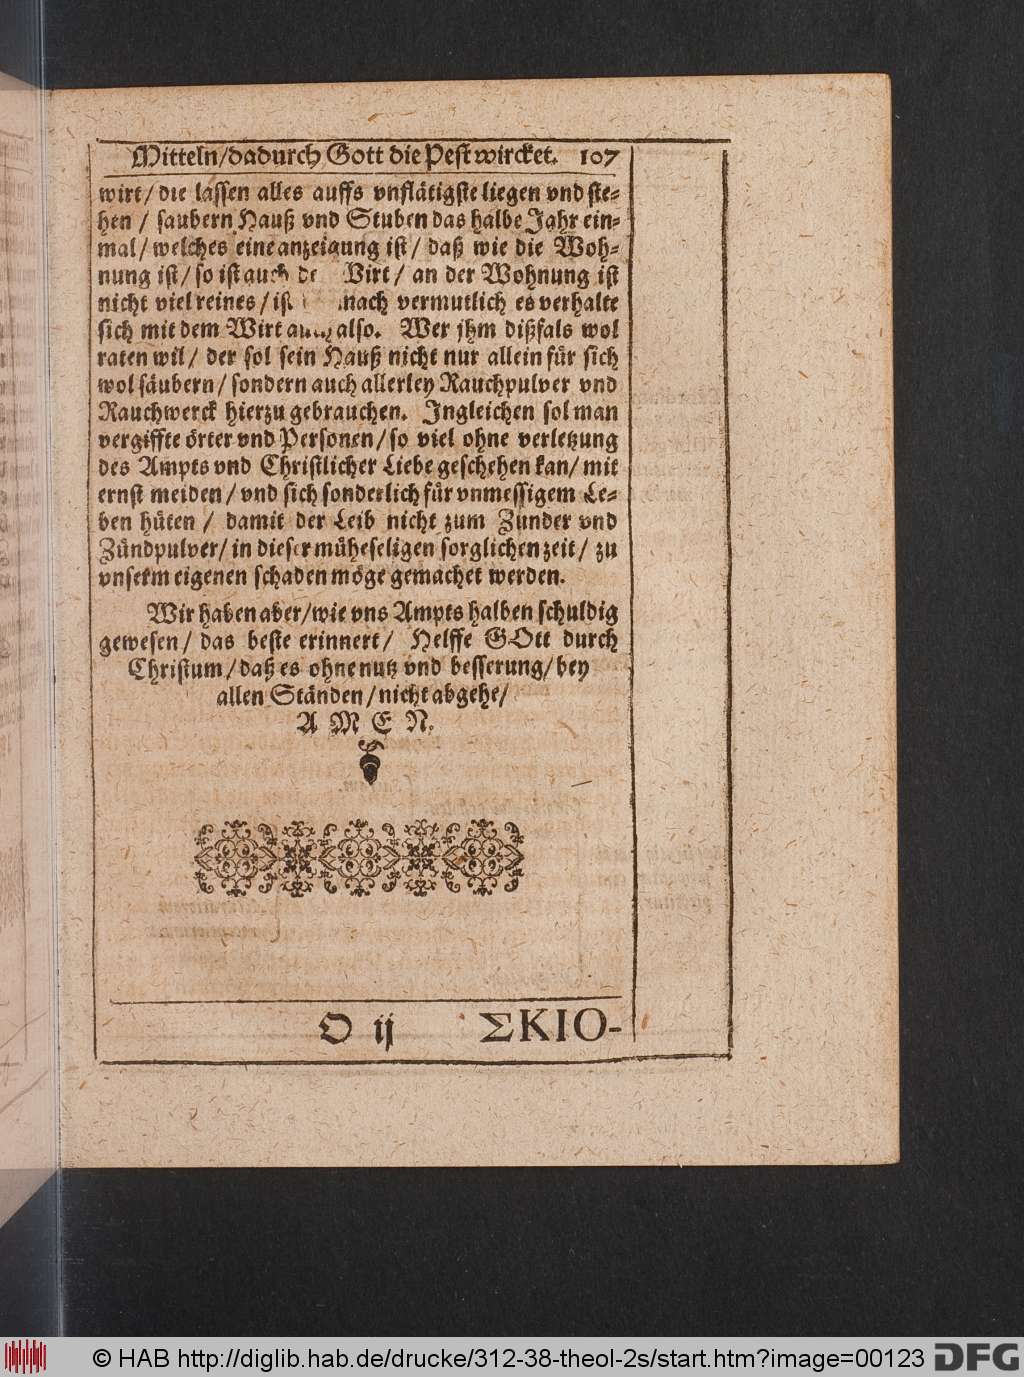 Mitteln/dadurch Gott die Pest wircket. 107
wirt/ die lassen alles auffs vnflätigste liegen vnd ste-
hen / saubern Hauß vnd Stuben das halbe Jahr ein-
mal/ welches eine anzeigung ist/ daß wie die Woh-
nung ist/ so ist auch Wirt/ an der Wohnung ist
nicht viel reines/ ist nach vermutlich es verhalte
sich mit dem Wirt auch also. Wer jhm dißfals wol
raten wil/ der sol sein Hauß nicht nur allein für sich
wol säubern/ sondern auch allerley Rauchpulver vnd
Rauchwerck hierzu gebrauchen. Ingleichen sol man
vergiffte örter vnd Personen/ so viel ohne verletzung
des Ampts vnd Christlicher Liebe geschehen kan/ mit
ernst meiden/ vnd sich sonderlich für vnmessigem Le-
ben hüten / damit der Leib nicht zum Zunder vnd
Zündpulver/ in dieser müheseligen sorglichen zeit/ zu
vnserm eigenen schaden möge gemachet werden.
Wir haben aber/ wie vns Ampts halben schuldig
gewesen/ das beste erinnert/ Helffe GOtt durch
Christum/ daß es ohne nutz vnd besserung/ bey
allen Ständen/ nicht abgehe/
A M E N.
O ij ΣΚΙΟ-
© HAB http://diglib.hab.de/drucke/312-38-theol-2s/start.htm?image=00123 DFG